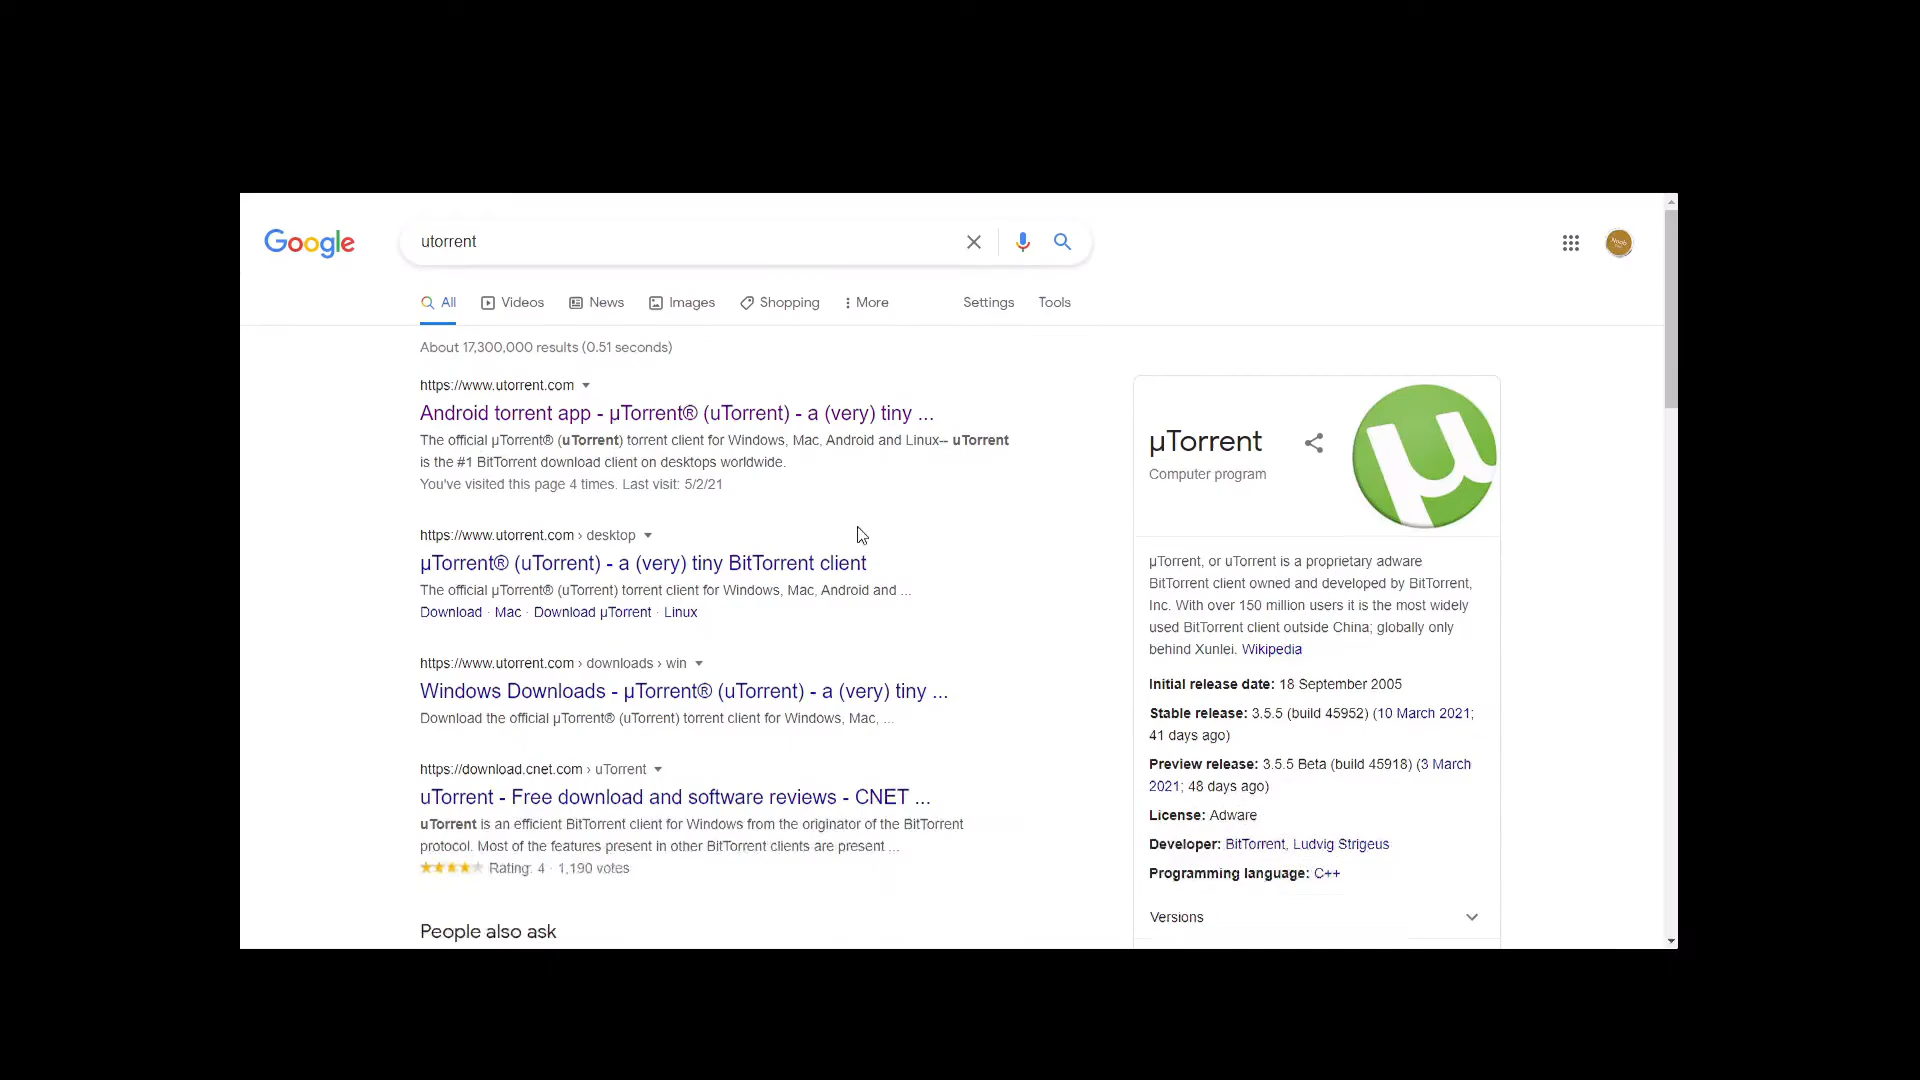 Google
utorrent
All
Videos
News
Images
Shopping
More
Settings
Tools
About 17,300,000 results (0.51 seconds)
https://www.utorrent.com
Android torrent app - µTorrent® (uTorrent) - a (very) tiny ...
The official µTorrent® (uTorrent) torrent client for Windows, Mac, Android and Linux-- uTorrent
is the #1 BitTorrent download client on desktops worldwide.
You've visited this page 4 times. Last visit: 5/2/21
https://www.utorrent.com › desktop
µTorrent® (uTorrent) - a (very) tiny BitTorrent client
The official µTorrent® (uTorrent) torrent client for Windows, Mac, Android and ...
Download · Mac · Download µTorrent · Linux
https://www.utorrent.com › downloads › win
Windows Downloads - µTorrent® (uTorrent) - a (very) tiny ...
Download the official µTorrent® (uTorrent) torrent client for Windows, Mac, ...
https://download.cnet.com › uTorrent
uTorrent - Free download and software reviews - CNET ...
uTorrent is an efficient BitTorrent client for Windows from the originator of the BitTorrent
protocol. Most of the features present in other BitTorrent clients are present ...
Rating: 4 · 1,190 votes
People also ask
µTorrent
Computer program
µ
µTorrent, or uTorrent is a proprietary adware
BitTorrent client owned and developed by BitTorrent,
Inc. With over 150 million users it is the most widely
used BitTorrent client outside China; globally only
behind Xunlei. Wikipedia
Initial release date: 18 September 2005
Stable release: 3.5.5 (build 45952) (10 March 2021;
41 days ago)
Preview release: 3.5.5 Beta (build 45918) (3 March
2021; 48 days ago)
License: Adware
Developer: BitTorrent, Ludvig Strigeus
Programming language: C++
Versions